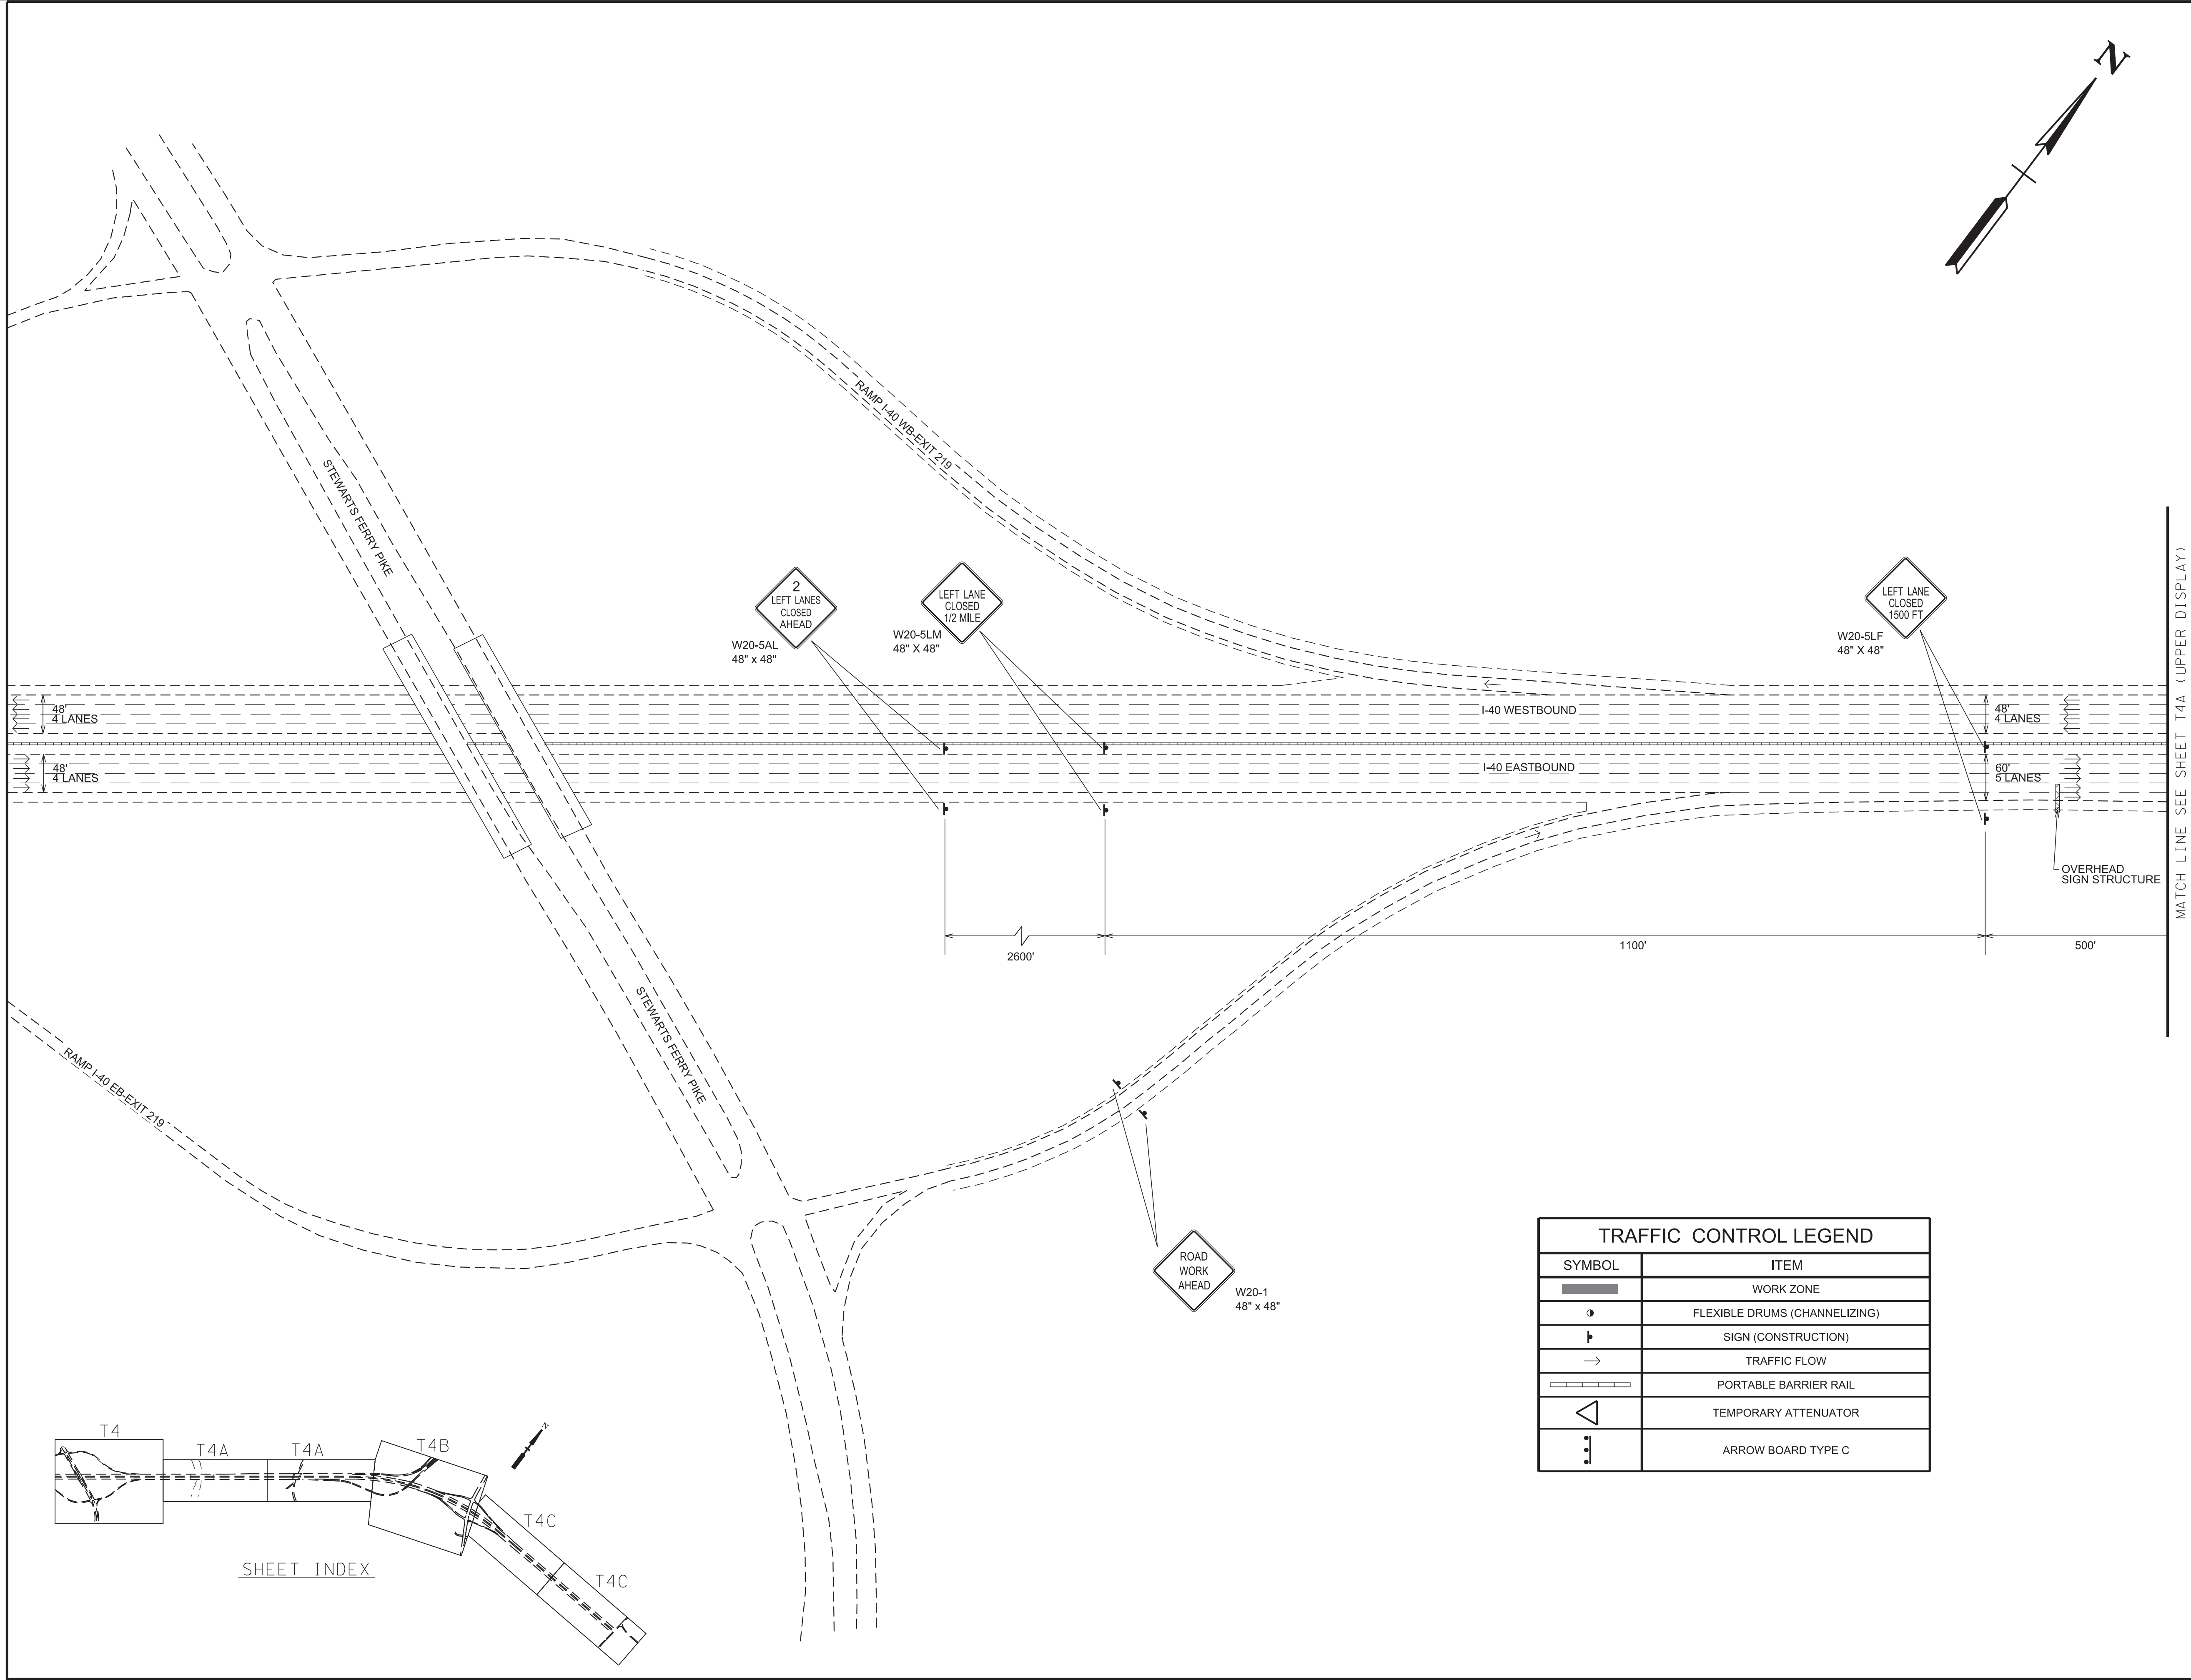 N
STEWARTS FERRY PIKE
RAMP I-40 WB-EXIT 219
2
LEFT LANES
CLOSED
AHEAD
W20-5AL
48" x 48"
LEFT LANE
CLOSED
1/2 MILE
W20-5LM
48" X 48"
LEFT LANE
CLOSED
1500 FT
W20-5LF
48" X 48"
48'
4 LANES
I-40 WESTBOUND
48'
4 LANES
48'
4 LANES
I-40 EASTBOUND
60'
5 LANES
OVERHEAD
SIGN STRUCTURE
MATCH LINE SEE SHEET T4A (UPPER DISPLAY)
2600'
1100'
500'
STEWARTS FERRY PIKE
RAMP I-40 EB-EXIT 219
ROAD
WORK
AHEAD
W20-1
48" x 48"
TRAFFIC CONTROL LEGEND
SYMBOL ITEM
WORK ZONE
FLEXIBLE DRUMS (CHANNELIZING)
SIGN (CONSTRUCTION)
TRAFFIC FLOW
PORTABLE BARRIER RAIL
TEMPORARY ATTENUATOR
ARROW BOARD TYPE C
T4
T4A
T4A
T4B
N
T4C
T4C
SHEET INDEX